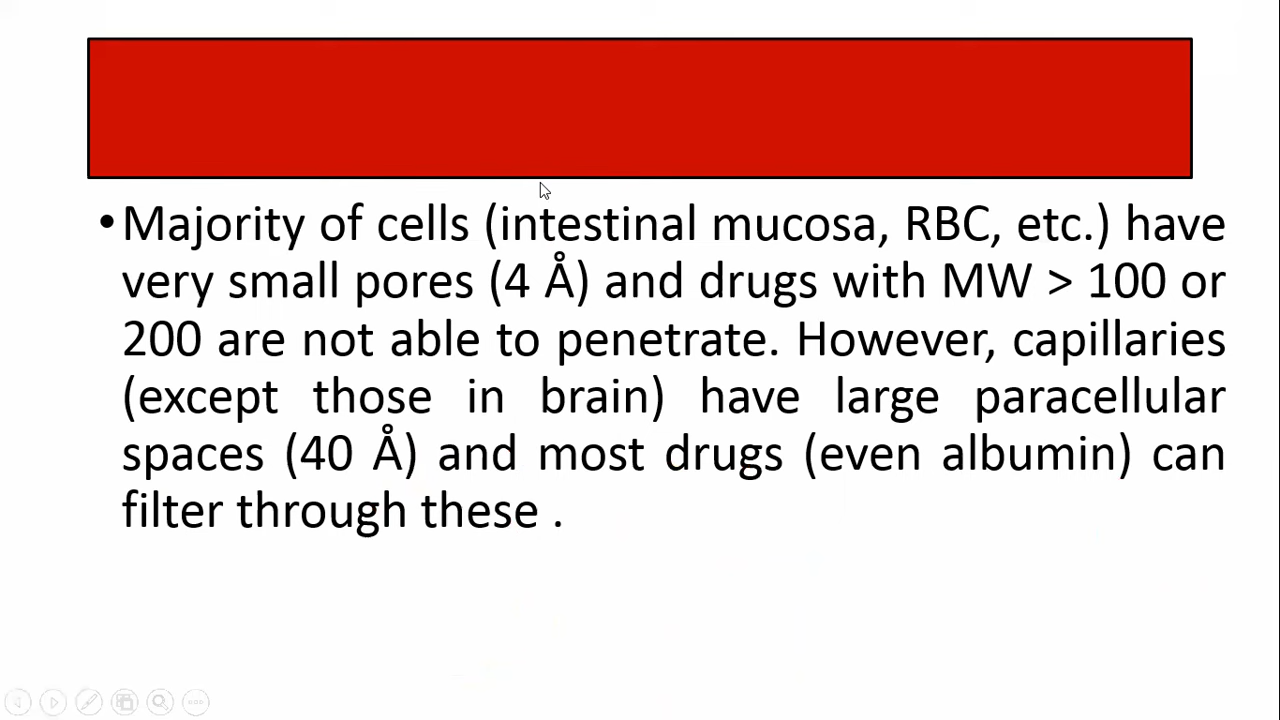 •Majority of cells (intestinal mucosa, RBC, etc.) have
very small pores (4 Å) and drugs with MW > 100 or
200 are not able to penetrate. However, capillaries
(except those in brain) have large paracellular
spaces (40 Å) and most drugs (even albumin) can
filter through these .